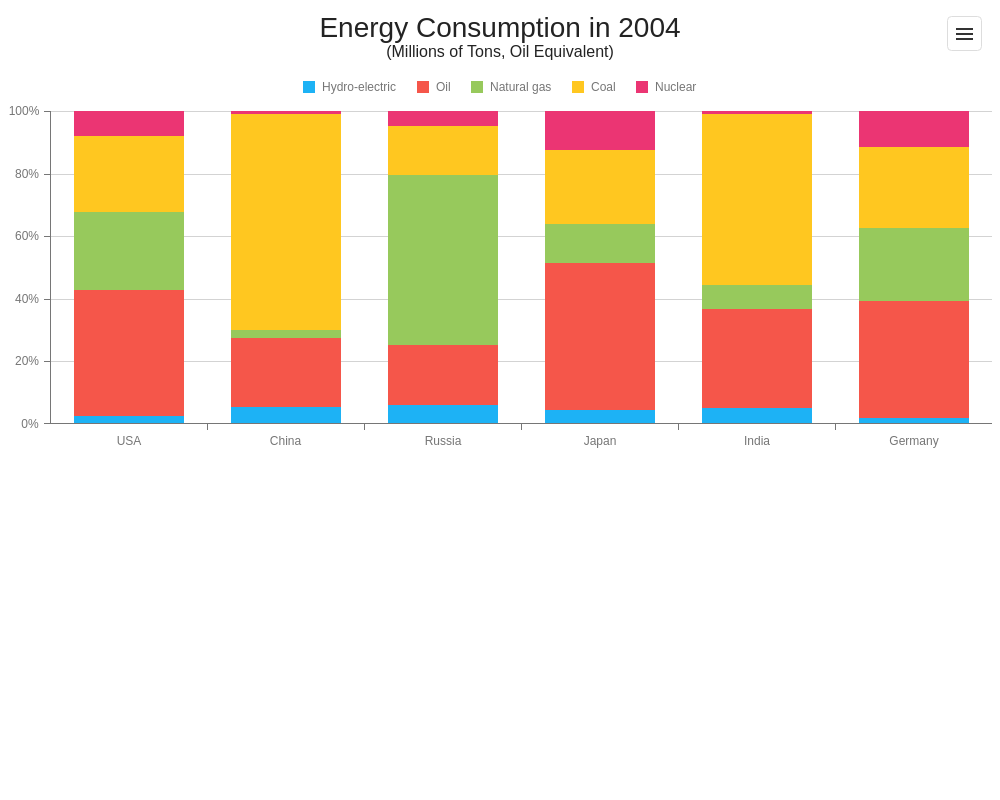 Energy Consumption in 2004
(Millions of Tons, Oil Equivalent)
Hydro-electric Oil Natural gas Coal Nuclear
100%
80%
60%
40%
20%
0%
USA China Russia Japan India Germany